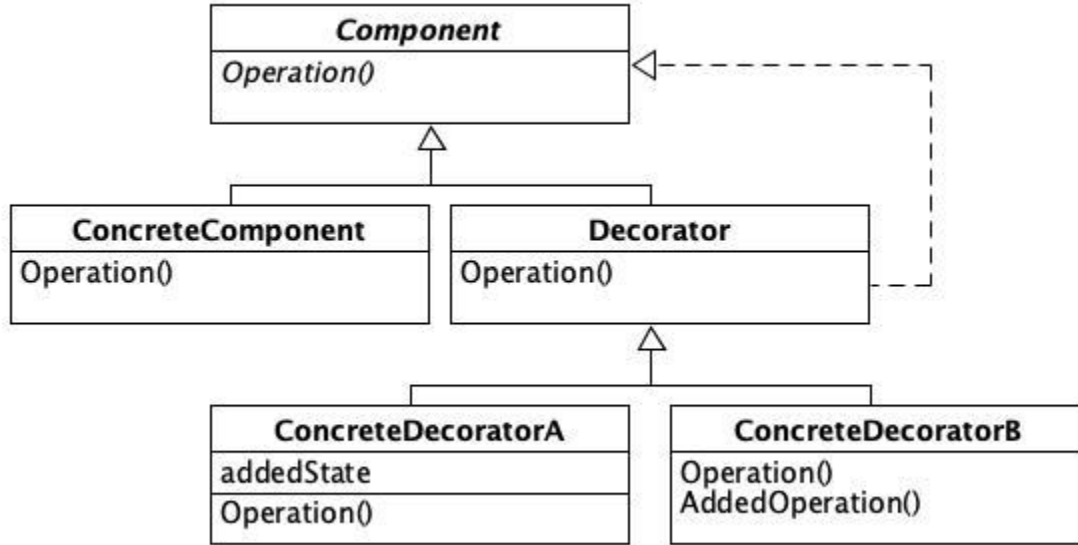 Component
Operation()
ConcreteComponent
Operation()
Decorator
Operation()
ConcreteDecoratorA
addedState
Operation()
ConcreteDecoratorB
Operation()
AddedOperation()